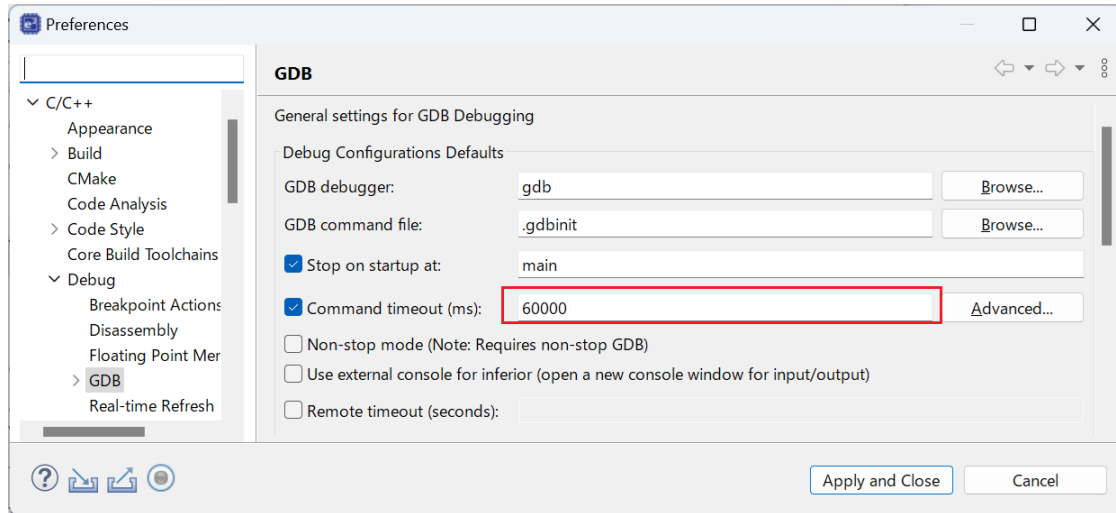 Preferences
GDB
C/C++
Appearance
Build
CMake
Code Analysis
Code Style
Core Build Toolchains
Debug
Breakpoint Actions
Disassembly
Floating Point Mer
GDB
Real-time Refresh
General settings for GDB Debugging
Debug Configurations Defaults
GDB debugger: gdb Browse...
GDB command file: .gdbinit Browse...
Stop on startup at: main
Command timeout (ms): 60000 Advanced...
Non-stop mode (Note: Requires non-stop GDB)
Use external console for inferior (open a new console window for input/output)
Remote timeout (seconds):
Apply and Close Cancel